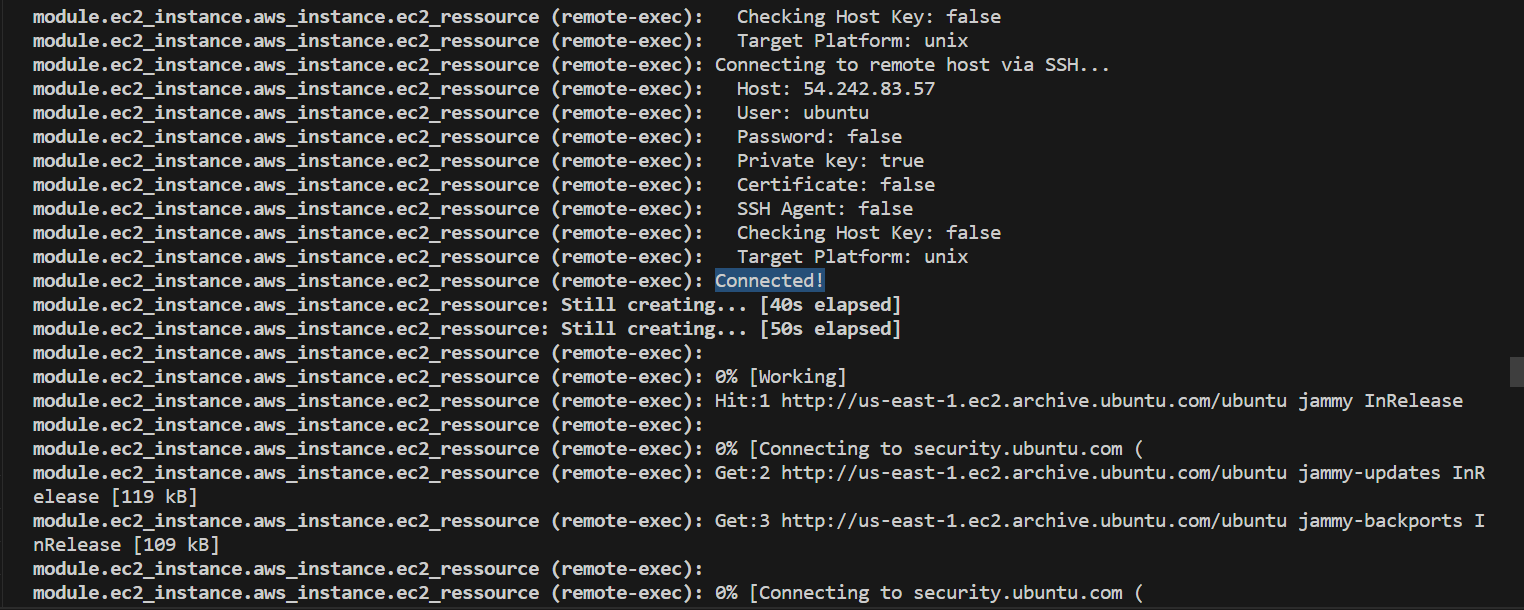 module.ec2_instance.aws_instance.ec2_ressource (remote-exec):   Checking Host Key: false
module.ec2_instance.aws_instance.ec2_ressource (remote-exec):   Target Platform: unix
module.ec2_instance.aws_instance.ec2_ressource (remote-exec): Connecting to remote host via SSH...
module.ec2_instance.aws_instance.ec2_ressource (remote-exec):   Host: 54.242.83.57
module.ec2_instance.aws_instance.ec2_ressource (remote-exec):   User: ubuntu
module.ec2_instance.aws_instance.ec2_ressource (remote-exec):   Password: false
module.ec2_instance.aws_instance.ec2_ressource (remote-exec):   Private key: true
module.ec2_instance.aws_instance.ec2_ressource (remote-exec):   Certificate: false
module.ec2_instance.aws_instance.ec2_ressource (remote-exec):   SSH Agent: false
module.ec2_instance.aws_instance.ec2_ressource (remote-exec):   Checking Host Key: false
module.ec2_instance.aws_instance.ec2_ressource (remote-exec):   Target Platform: unix
module.ec2_instance.aws_instance.ec2_ressource (remote-exec): Connected!
module.ec2_instance.aws_instance.ec2_ressource: Still creating... [40s elapsed]
module.ec2_instance.aws_instance.ec2_ressource: Still creating... [50s elapsed]
module.ec2_instance.aws_instance.ec2_ressource (remote-exec):
module.ec2_instance.aws_instance.ec2_ressource (remote-exec): 0% [Working]
module.ec2_instance.aws_instance.ec2_ressource (remote-exec): Hit:1 http://us-east-1.ec2.archive.ubuntu.com/ubuntu jammy InRelease
module.ec2_instance.aws_instance.ec2_ressource (remote-exec):
module.ec2_instance.aws_instance.ec2_ressource (remote-exec): 0% [Connecting to security.ubuntu.com (
module.ec2_instance.aws_instance.ec2_ressource (remote-exec): Get:2 http://us-east-1.ec2.archive.ubuntu.com/ubuntu jammy-updates InR
elease [119 kB]
module.ec2_instance.aws_instance.ec2_ressource (remote-exec): Get:3 http://us-east-1.ec2.archive.ubuntu.com/ubuntu jammy-backports I
nRelease [109 kB]
module.ec2_instance.aws_instance.ec2_ressource (remote-exec):
module.ec2_instance.aws_instance.ec2_ressource (remote-exec): 0% [Connecting to security.ubuntu.com (